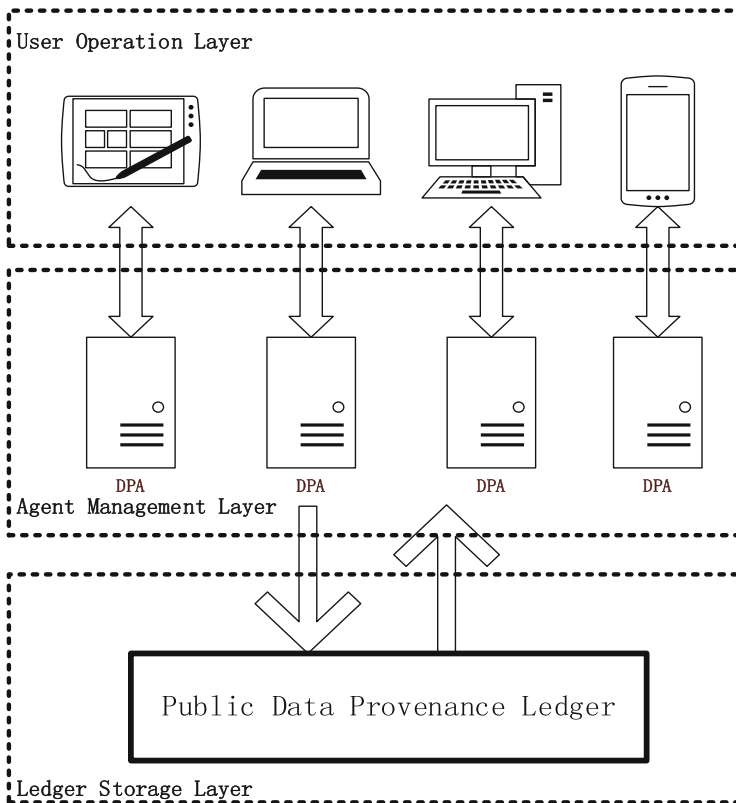 User Operation Layer
DPA DPA DPA DPA
Agent Management Layer
Public Data Provenance Ledger
Ledger Storage Layer